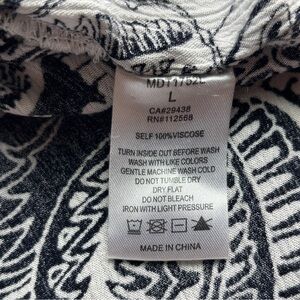 L
CA#29438
RN#112568
SELF 100%VISCOSE
TURN INSIDE OUT BEFORE WASH
WASH WITH LIKE COLORS
GENTLE MACHINE WASH COLD
DO NOT TUMBLE DRY
DRY FLAT
DO NOT BLEACH
IRON WITH LIGHT PRESSURE
MADE IN CHINA